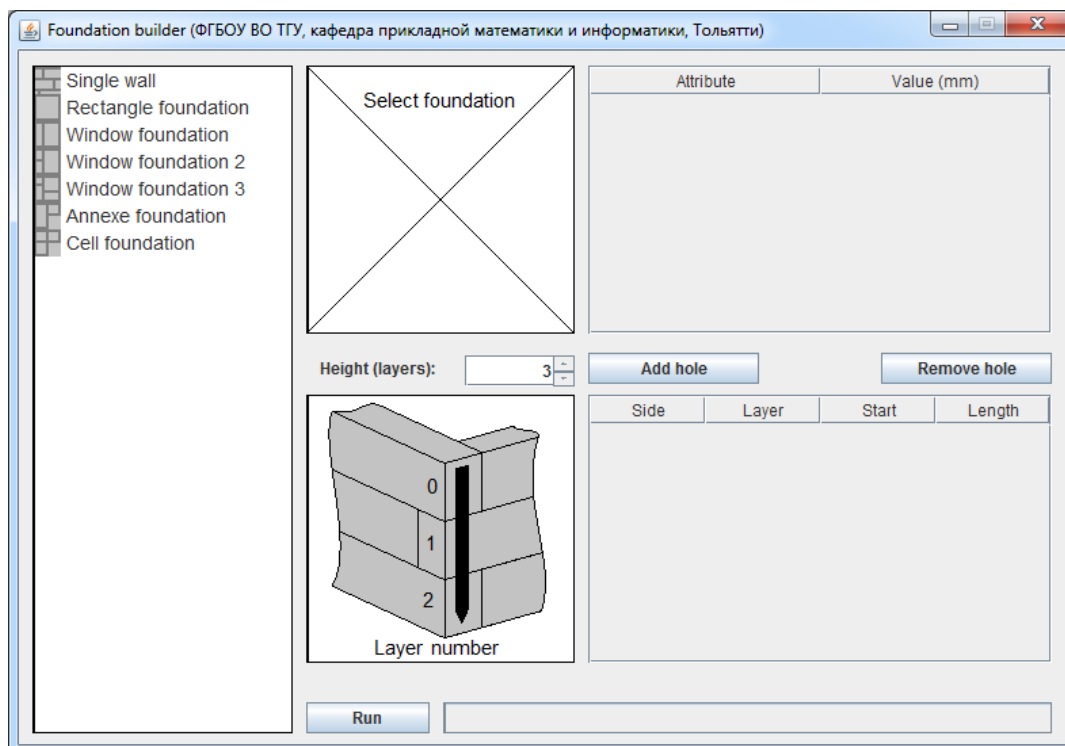 Foundation builder (ФГБОУ ВО ТГУ, кафедра прикладной математики и информатики, Тольятти)
Single wall
Rectangle foundation
Window foundation
Window foundation 2
Window foundation 3
Annexe foundation
Cell foundation
Select foundation
Attribute Value (mm)
Height (layers): 3 Add hole Remove hole
0
1
2
Layer number
Side Layer Start Length
Run